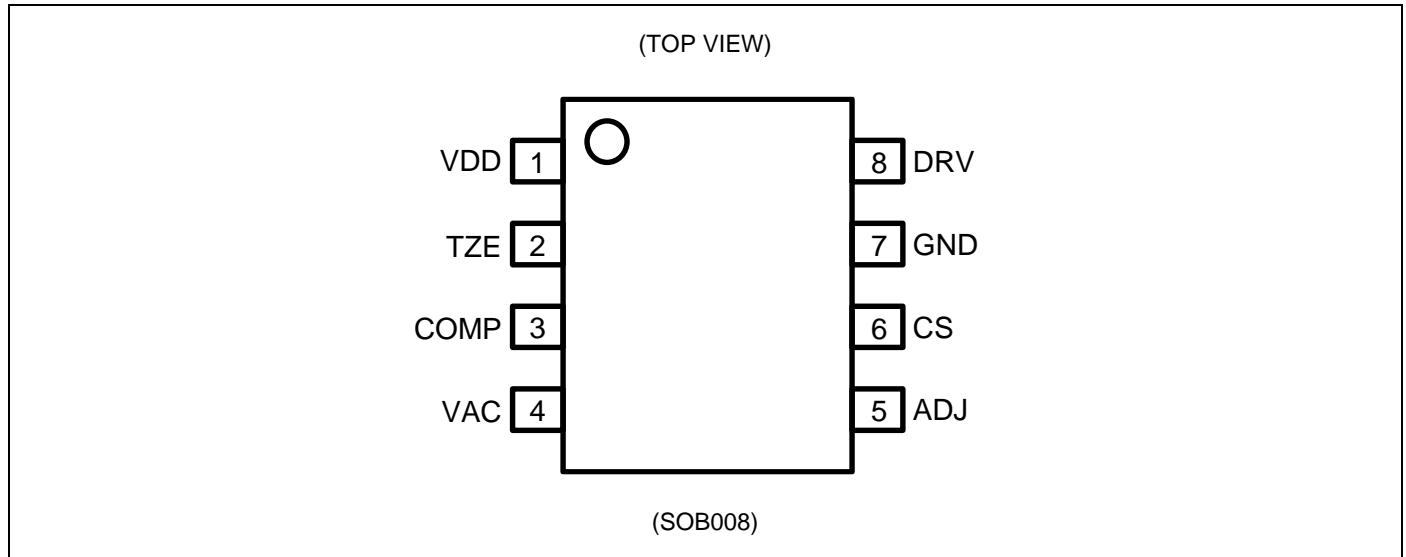 (TOP VIEW)
VDD 1 8 DRV
TZE 2 7 GND
COMP 3 6 CS
VAC 4 5 ADJ
(SOB008)